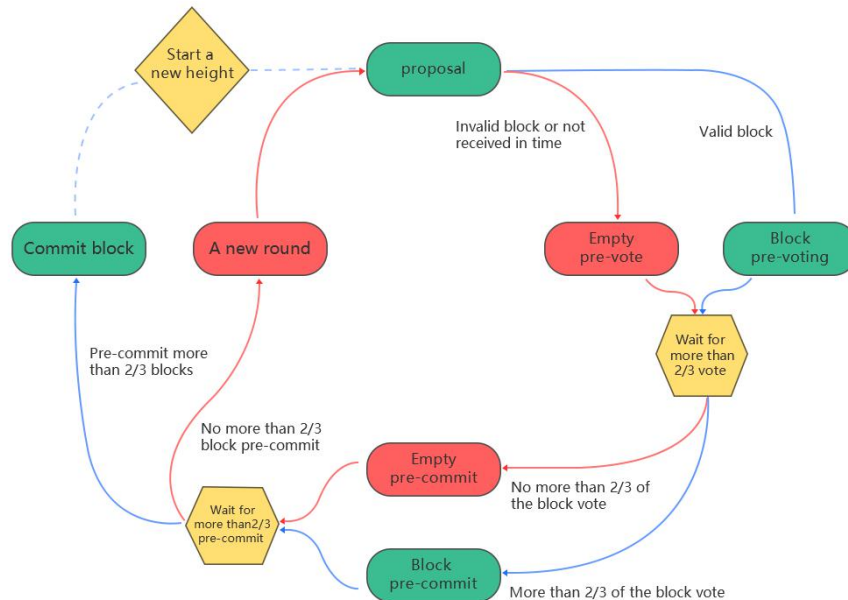 Start a
new height
proposal
Invalid block or not
received in time
Valid block
Commit block
A new round
Empty
pre-vote
Block
pre-voting
Wait for
more than
2/3 vote
Pre-commit more
than 2/3 blocks
No more than 2/3
block pre-commit
Empty
pre-commit
No more than 2/3 of
the block vote
Wait for
more than2/3
pre-commit
Block
pre-commit
More than 2/3 of the block vote